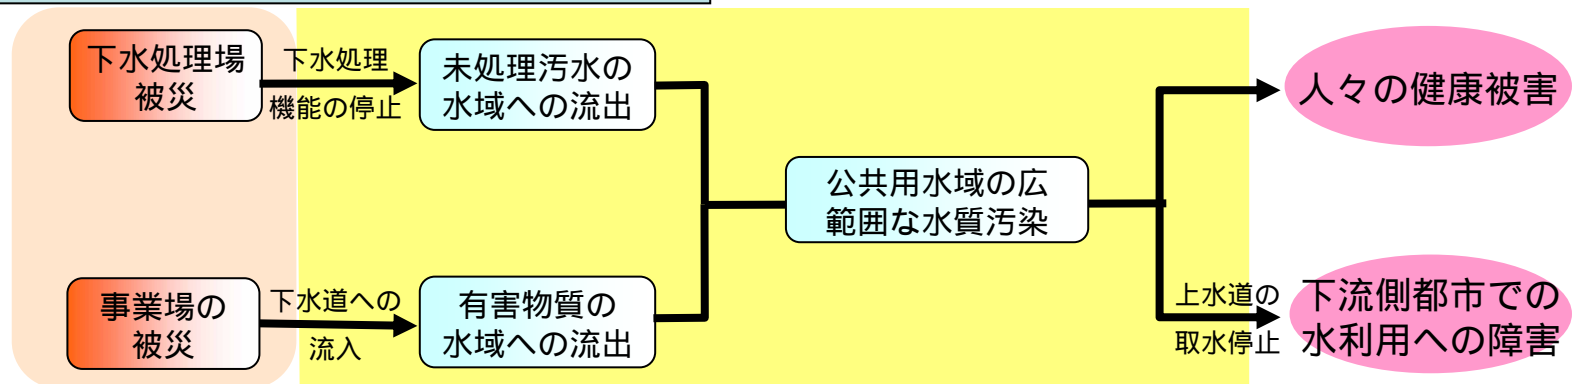 下水処理場
被災
下水処理
機能の停止
未処理汚水の
水域への流出
人々の健康被害
公共用水域の広
範囲な水質汚染
事業場の
被災
下水道への
流入
有害物質の
水域への流出
上水道の
取水停止
下流側都市での
水利用への障害